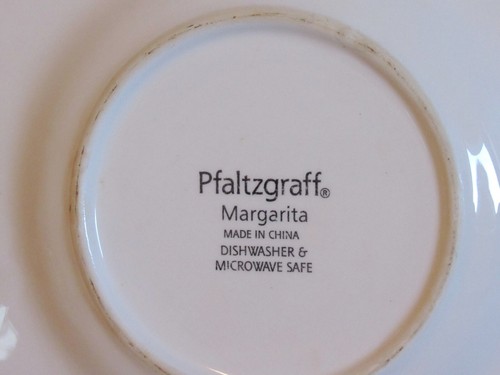 Pfaltzgraff®
Margarita
MADE IN CHINA
DISHWASHER &
MICROWAVE SAFE